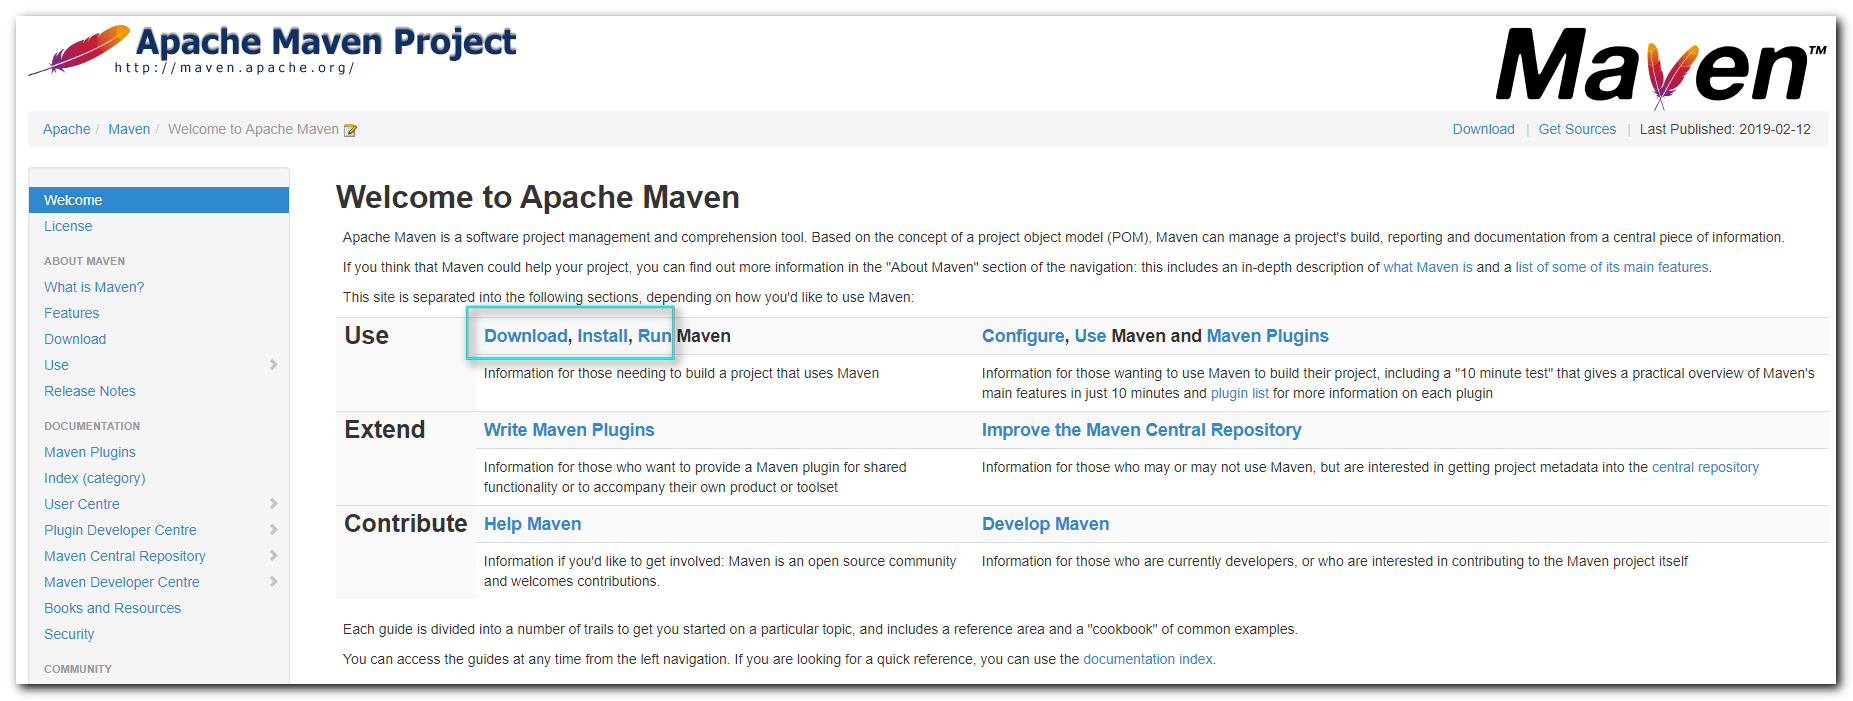 Apache Maven Project
http://maven.apache.org/
Maven™
Apache / Maven / Welcome to Apache Maven
Download | Get Sources | Last Published: 2019-02-12
Welcome
License
ABOUT MAVEN
What is Maven?
Features
Download
Use
Release Notes
DOCUMENTATION
Maven Plugins
Index (category)
User Centre
Plugin Developer Centre
Maven Central Repository
Maven Developer Centre
Books and Resources
Security
COMMUNITY
Welcome to Apache Maven
Apache Maven is a software project management and comprehension tool. Based on the concept of a project object model (POM), Maven can manage a project's build, reporting and documentation from a central piece of information.
If you think that Maven could help your project, you can find out more information in the "About Maven" section of the navigation: this includes an in-depth description of what Maven is and a list of some of its main features.
This site is separated into the following sections, depending on how you'd like to use Maven:
Use
Download, Install, Run Maven
Information for those needing to build a project that uses Maven
Configure, Use Maven and Maven Plugins
Information for those wanting to use Maven to build their project, including a "10 minute test" that gives a practical overview of Maven's
main features in just 10 minutes and plugin list for more information on each plugin
Extend
Write Maven Plugins
Information for those who want to provide a Maven plugin for shared
functionality or to accompany their own product or toolset
Improve the Maven Central Repository
Information for those who may or may not use Maven, but are interested in getting project metadata into the central repository
Contribute
Help Maven
Information if you'd like to get involved: Maven is an open source community
and welcomes contributions.
Develop Maven
Information for those who are currently developers, or who are interested in contributing to the Maven project itself
Each guide is divided into a number of trails to get you started on a particular topic, and includes a reference area and a "cookbook" of common examples.
You can access the guides at any time from the left navigation. If you are looking for a quick reference, you can use the documentation index.